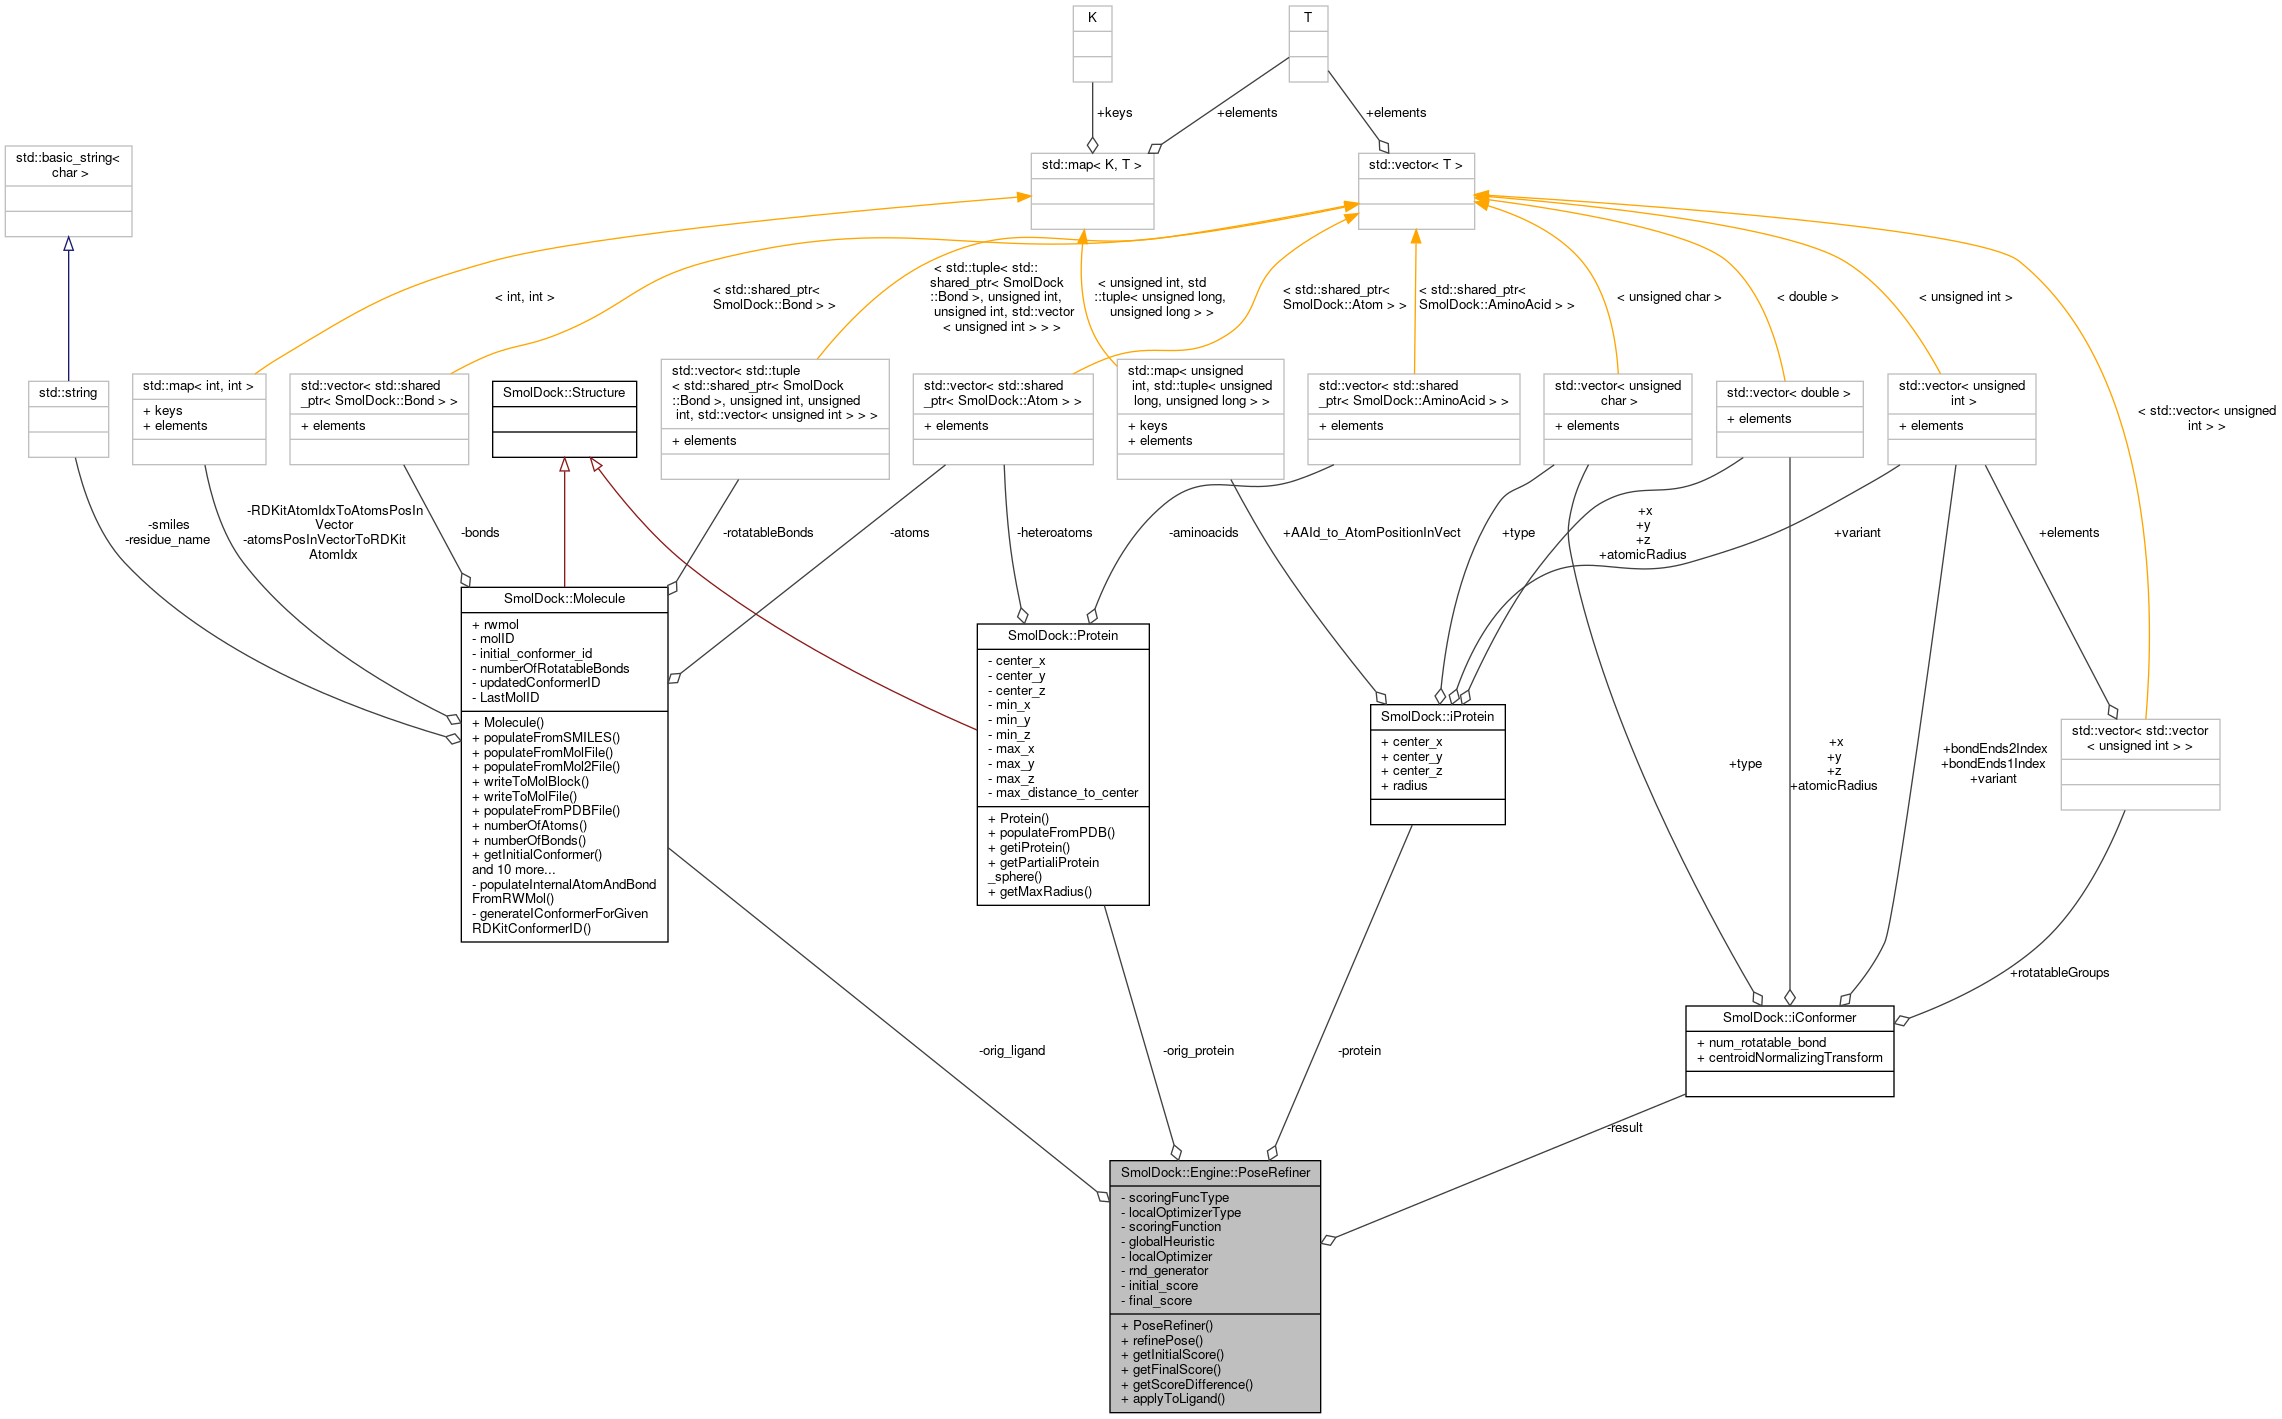 K
T
+keys
+elements
+elements
std::basic_string<
char >
std::map< K, T >
std::vector< T >
< int, int >
< std::shared_ptr<
SmolDock::Bond > >
< std::tuple< std::
shared_ptr< SmolDock
::Bond >, unsigned int,
unsigned int, std::vector
< unsigned int > > >
< unsigned int, std
::tuple< unsigned long,
unsigned long > >
< std::shared_ptr<
SmolDock::Atom > >
< std::shared_ptr<
SmolDock::AminoAcid > >
< unsigned char >
< double >
< unsigned int >
< std::vector< unsigned
int > >
std::string
std::map< int, int >
+ keys
+ elements
std::vector< std::shared
_ptr< SmolDock::Bond > >
+ elements
SmolDock::Structure
std::vector< std::tuple
< std::shared_ptr< SmolDock
::Bond >, unsigned int, unsigned
int, std::vector< unsigned int > > >
+ elements
std::vector< std::shared
_ptr< SmolDock::Atom > >
+ elements
std::map< unsigned
int, std::tuple< unsigned
long, unsigned long > >
+ keys
+ elements
std::vector< std::shared
_ptr< SmolDock::AminoAcid > >
+ elements
std::vector< unsigned
char >
+ elements
std::vector< double >
+ elements
std::vector< unsigned
int >
+ elements
-smiles
-residue_name
-RDKitAtomIdxToAtomsPosIn
Vector
-atomsPosInVectorToRDKit
AtomIdx
-bonds
-rotatableBonds
-atoms
-heteroatoms
-aminoacids
+AAId_to_AtomPositionInVect
+type
+x
+y
+z
+atomicRadius
+variant
+elements
SmolDock::Molecule
+ rwmol
- molID
- initial_conformer_id
- numberOfRotatableBonds
- updatedConformerID
- LastMolID
+ Molecule()
+ populateFromSMILES()
+ populateFromMolFile()
+ populateFromMol2File()
+ writeToMolBlock()
+ writeToMolFile()
+ populateFromPDBFile()
+ numberOfAtoms()
+ numberOfBonds()
+ getInitialConformer()
and 10 more...
- populateInternalAtomAndBond
FromRWMol()
- generateIConformerForGiven
RDKitConformerID()
SmolDock::Protein
- center_x
- center_y
- center_z
- min_x
- min_y
- min_z
- max_x
- max_y
- max_z
- max_distance_to_center
+ Protein()
+ populateFromPDB()
+ getiProtein()
+ getPartialiProtein
_sphere()
+ getMaxRadius()
SmolDock::iProtein
+ center_x
+ center_y
+ center_z
+ radius
+type
+x
+y
+z
+atomicRadius
+bondEnds2Index
+bondEnds1Index
+variant
std::vector< std::vector
< unsigned int > >
+rotatableGroups
SmolDock::iConformer
+ num_rotatable_bond
+ centroidNormalizingTransform
-orig_ligand
-orig_protein
-protein
-result
SmolDock::Engine::PoseRefiner
- scoringFuncType
- localOptimizerType
- scoringFunction
- globalHeuristic
- localOptimizer
- rnd_generator
- initial_score
- final_score
+ PoseRefiner()
+ refinePose()
+ getInitialScore()
+ getFinalScore()
+ getScoreDifference()
+ applyToLigand()